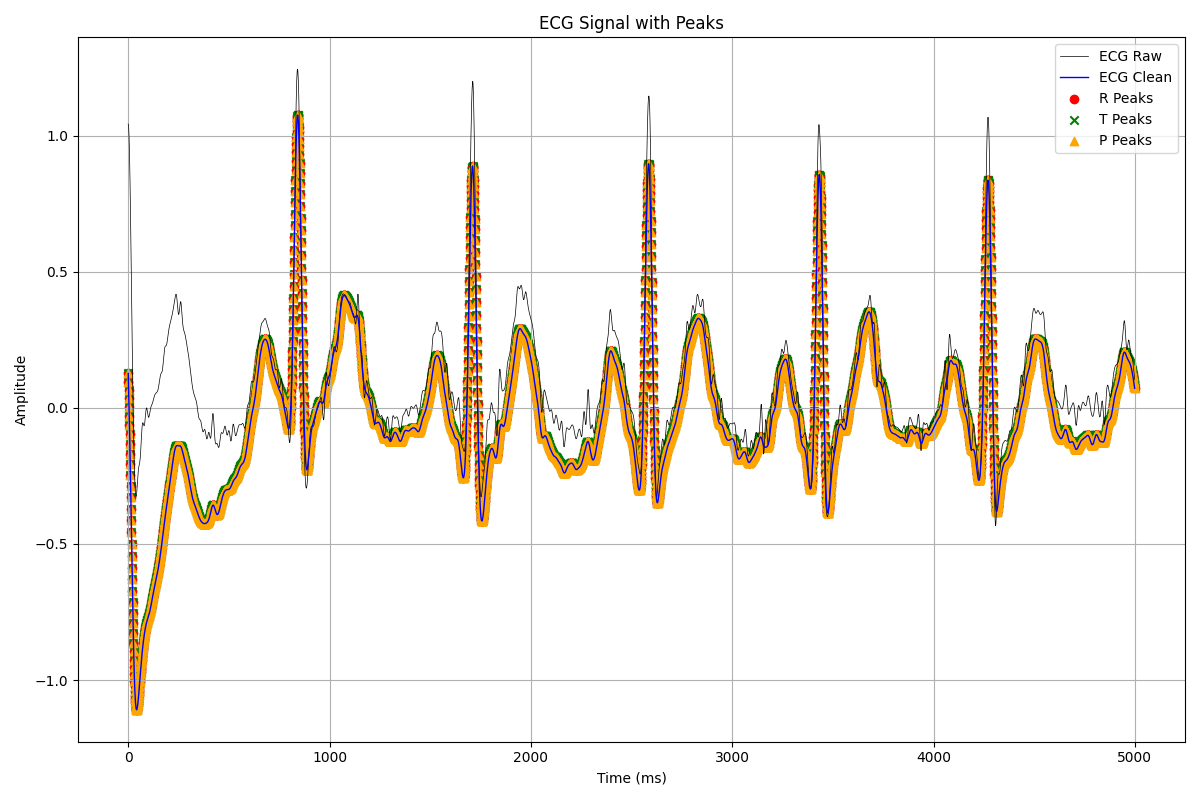 ECG Signal with Peaks
ECG Raw
ECG Clean
R Peaks
T Peaks
P Peaks
Amplitude
1.0
0.5
0.0
−0.5
−1.0
0 1000 2000 3000 4000 5000
Time (ms)